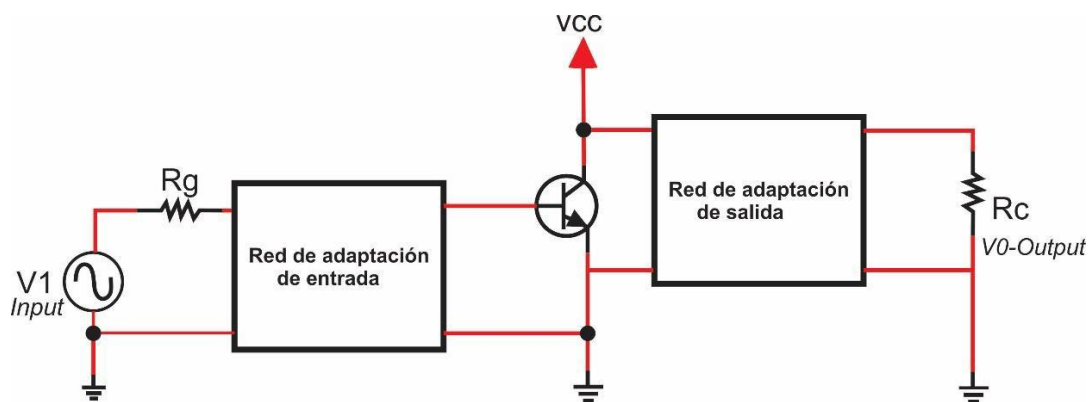 VCC
Rg
V1
Input
Red de adaptación
de entrada
Red de adaptación
de salida
Rc
V0-Output